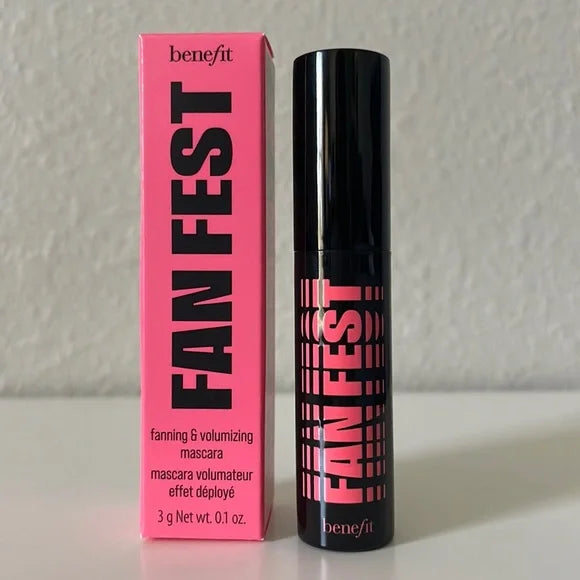 benefit
FAN FEST
fanning & volumizing
mascara
mascara volumateur
effet déployé
3 g Net wt. 0.1 oz.
FAN FEST
benefit